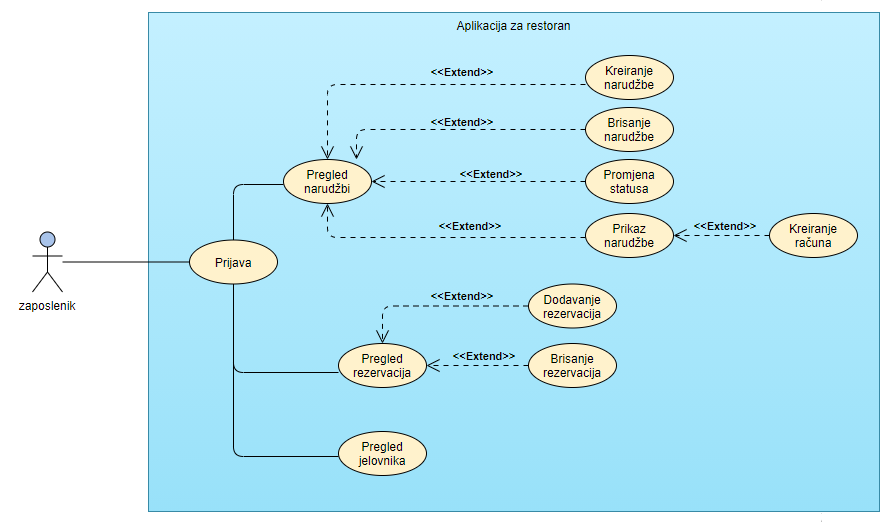 Aplikacija za restoran
<<Extend>>
Kreiranje
narudžbe
<<Extend>>
Brisanje
narudžbe
<<Extend>>
Pregled
narudžbi
Promjena
statusa
<<Extend>>
Prikaz
narudžbe
<<Extend>>
Kreiranje
računa
zaposlenik
Prijava
<<Extend>>
Dodavanje
rezervacija
<<Extend>>
Pregled
rezervacija
Brisanje
rezervacija
Pregled
jelovnika